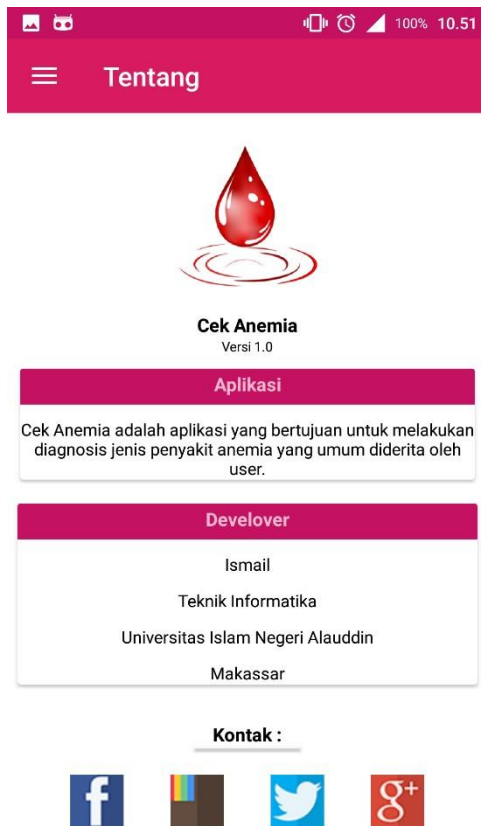 100% 10.51
Tentang
Cek Anemia
Versi 1.0
Aplikasi
Cek Anemia adalah aplikasi yang bertujuan untuk melakukan
diagnosis jenis penyakit anemia yang umum diderita oleh
user.
Develover
Ismail
Teknik Informatika
Universitas Islam Negeri Alauddin
Makassar
Kontak :
f
g+